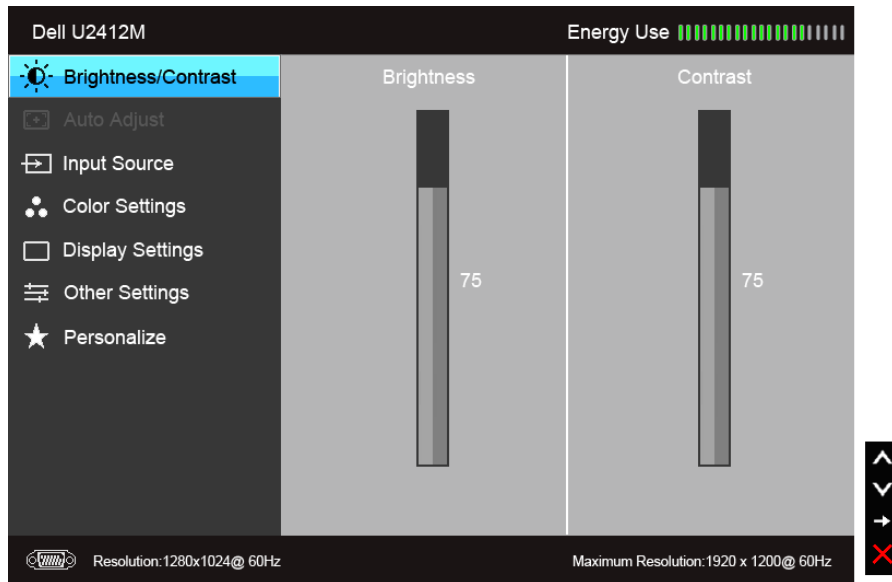 Dell U2412M
Energy Use
Brightness/Contrast
Brightness
Contrast
Auto Adjust
Input Source
Color Settings
Display Settings
75
75
Other Settings
Personalize
Resolution:1280x1024@ 60Hz
Maximum Resolution:1920 x 1200@ 60Hz